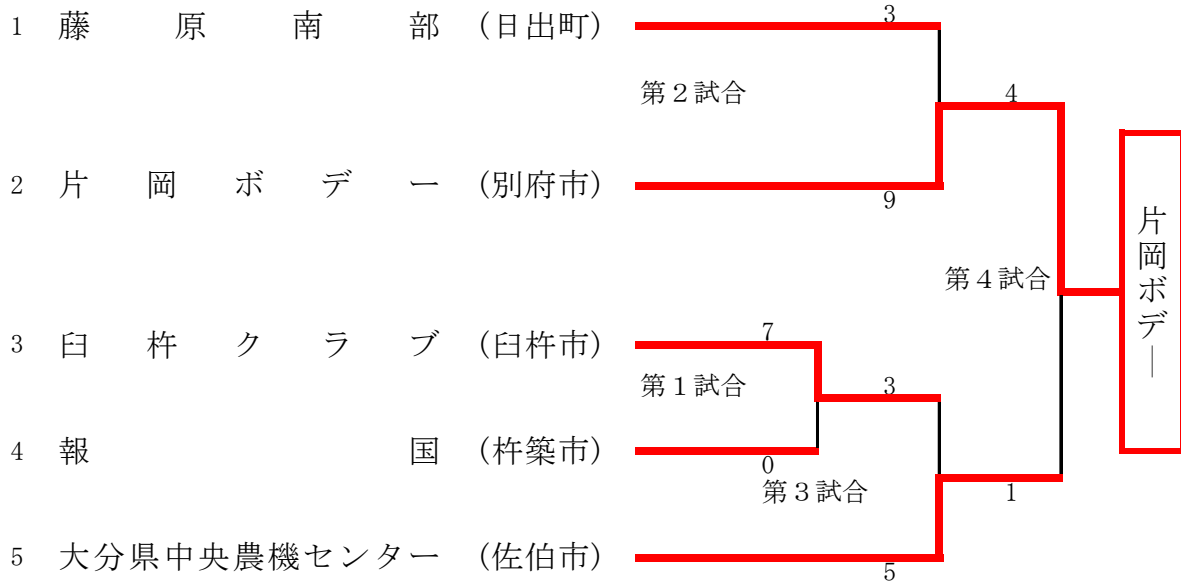 1 藤原南部 (日出町)
3
第２試合
4
2 片岡ボデー (別府市)
9
片岡ボデー
第４試合
3 臼杵クラブ (臼杵市)
7
第１試合
3
4 報国 (杵築市)
0
第３試合
1
5 大分県中央農機センター (佐伯市)
5